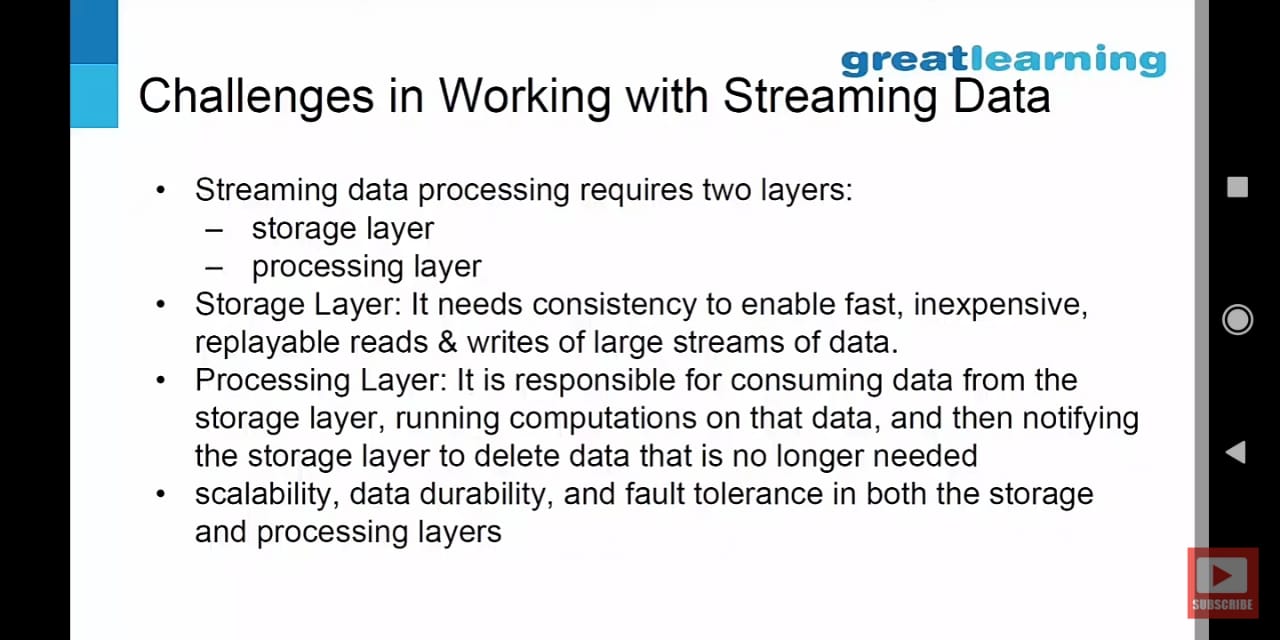 greatlearning
Challenges in Working with Streaming Data
• Streaming data processing requires two layers:
– storage layer
– processing layer
• Storage Layer: It needs consistency to enable fast, inexpensive,
replayable reads & writes of large streams of data.
• Processing Layer: It is responsible for consuming data from the
storage layer, running computations on that data, and then notifying
the storage layer to delete data that is no longer needed
• scalability, data durability, and fault tolerance in both the storage
and processing layers
SUBSCRIBE